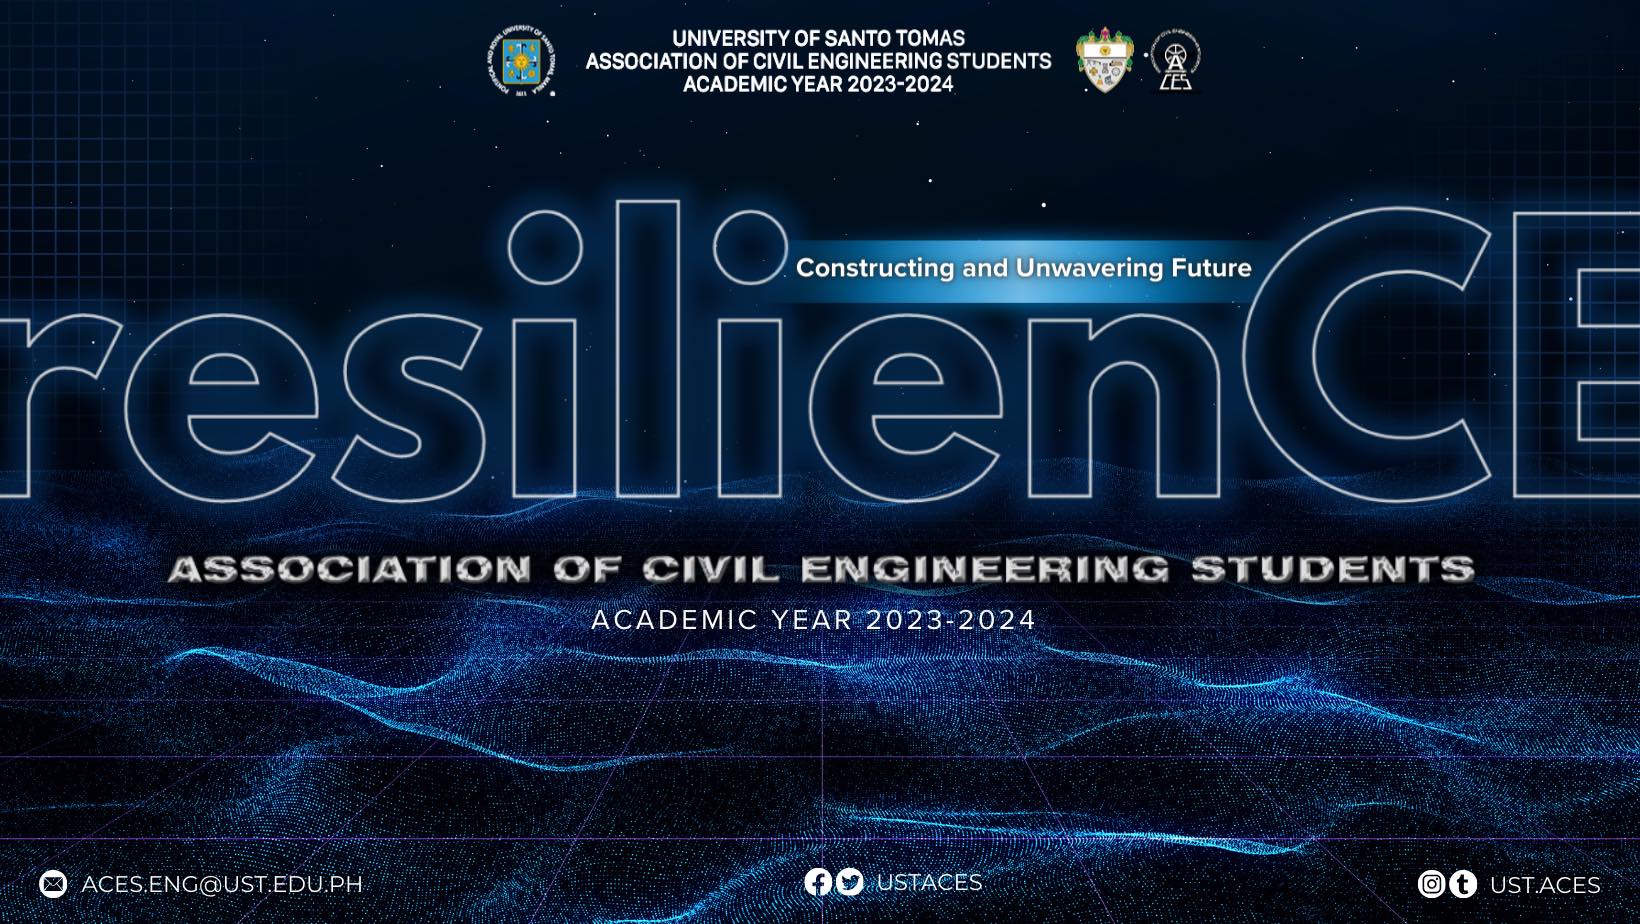 UNIVERSITY OF SANTO TOMAS
ASSOCIATION OF CIVIL ENGINEERING STUDENTS
ACADEMIC YEAR 2023-2024
Constructing and Unwavering Future
resilienCE
ASSOCIATION OF CIVIL ENGINEERING STUDENTS
ACADEMIC YEAR 2023-2024
ACES.ENG@UST.EDU.PH
USTACES
UST.ACES